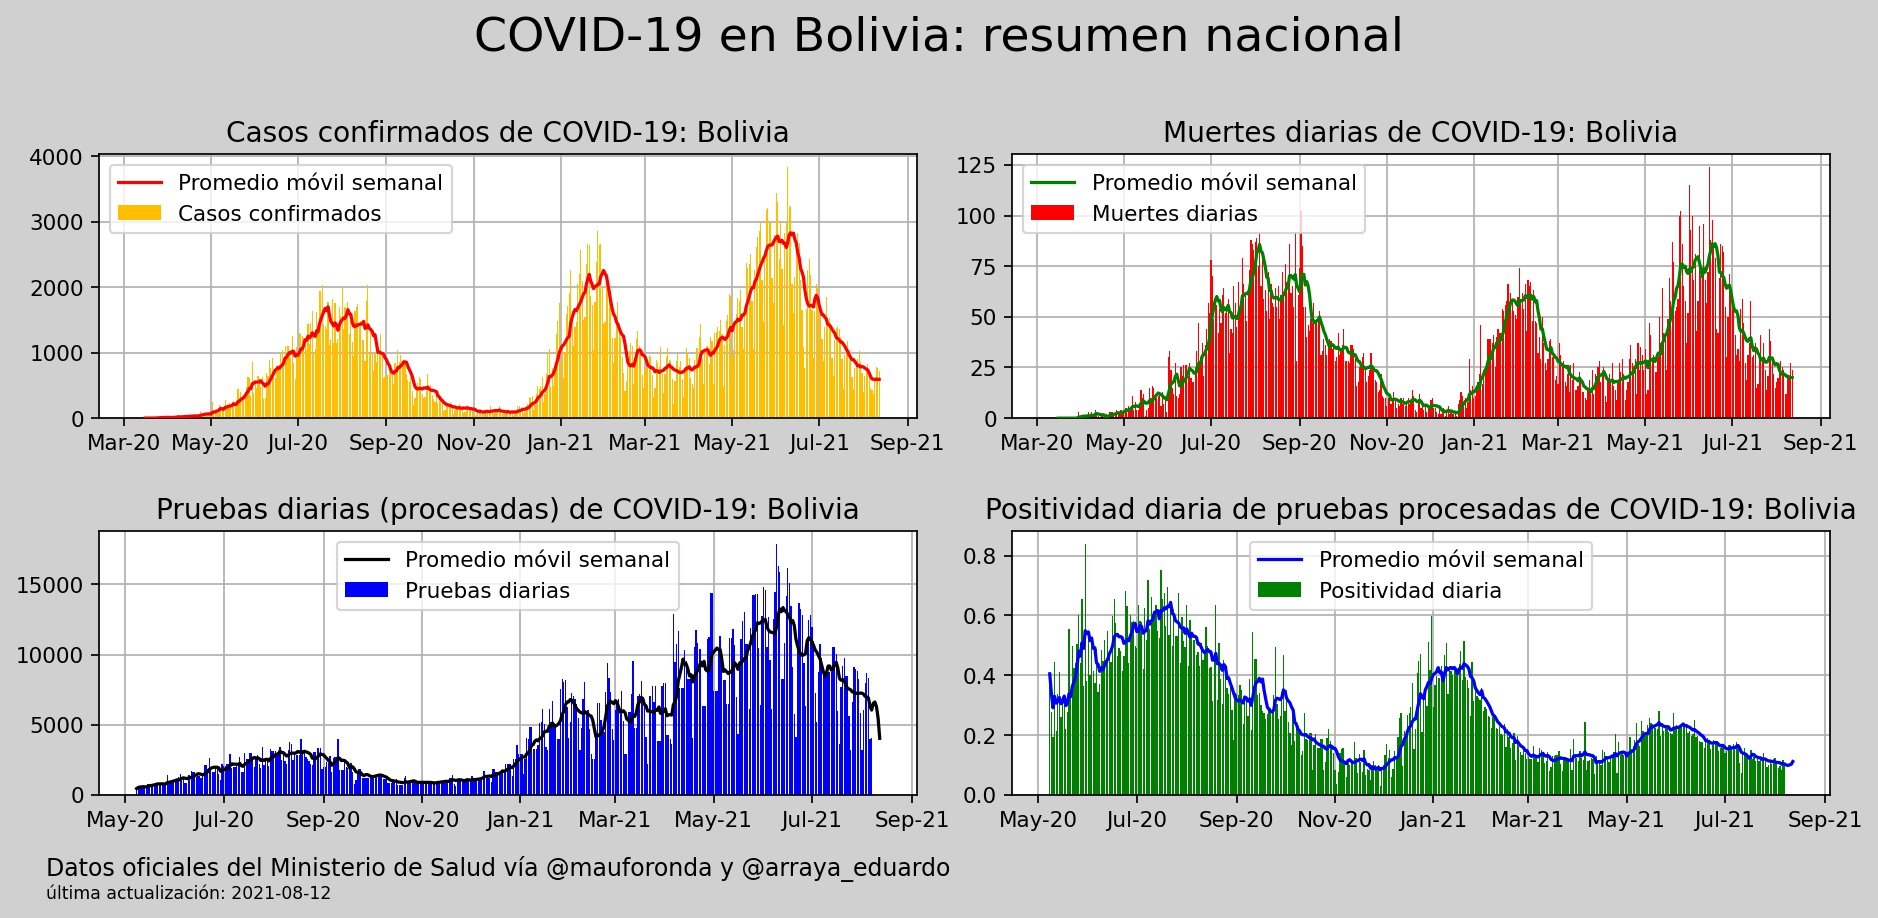 COVID-19 en Bolivia: resumen nacional
Casos confirmados de COVID-19: Bolivia
4000
3000
2000
1000
0
Promedio móvil semanal
Casos confirmados
Mar-20 May-20 Jul-20 Sep-20 Nov-20 Jan-21 Mar-21 May-21 Jul-21 Sep-21
Muertes diarias de COVID-19: Bolivia
125
100
75
50
25
0
Promedio móvil semanal
Muertes diarias
Mar-20 May-20 Jul-20 Sep-20 Nov-20 Jan-21 Mar-21 May-21 Jul-21 Sep-21
Pruebas diarias (procesadas) de COVID-19: Bolivia
15000
10000
5000
0
Promedio móvil semanal
Pruebas diarias
May-20 Jul-20 Sep-20 Nov-20 Jan-21 Mar-21 May-21 Jul-21 Sep-21
Positividad diaria de pruebas procesadas de COVID-19: Bolivia
0.8
0.6
0.4
0.2
0.0
Promedio móvil semanal
Positividad diaria
May-20 Jul-20 Sep-20 Nov-20 Jan-21 Mar-21 May-21 Jul-21 Sep-21
Datos oficiales del Ministerio de Salud vía @mauforonda y @arraya_eduardo
última actualización: 2021-08-12